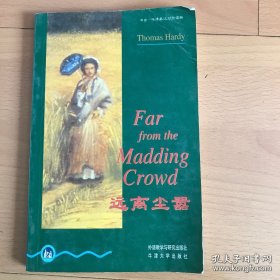 Thomas Hardy
Far
from the
Madding
Crowd
远离尘嚣
外语教学与研究出版社
牛津大学出版社